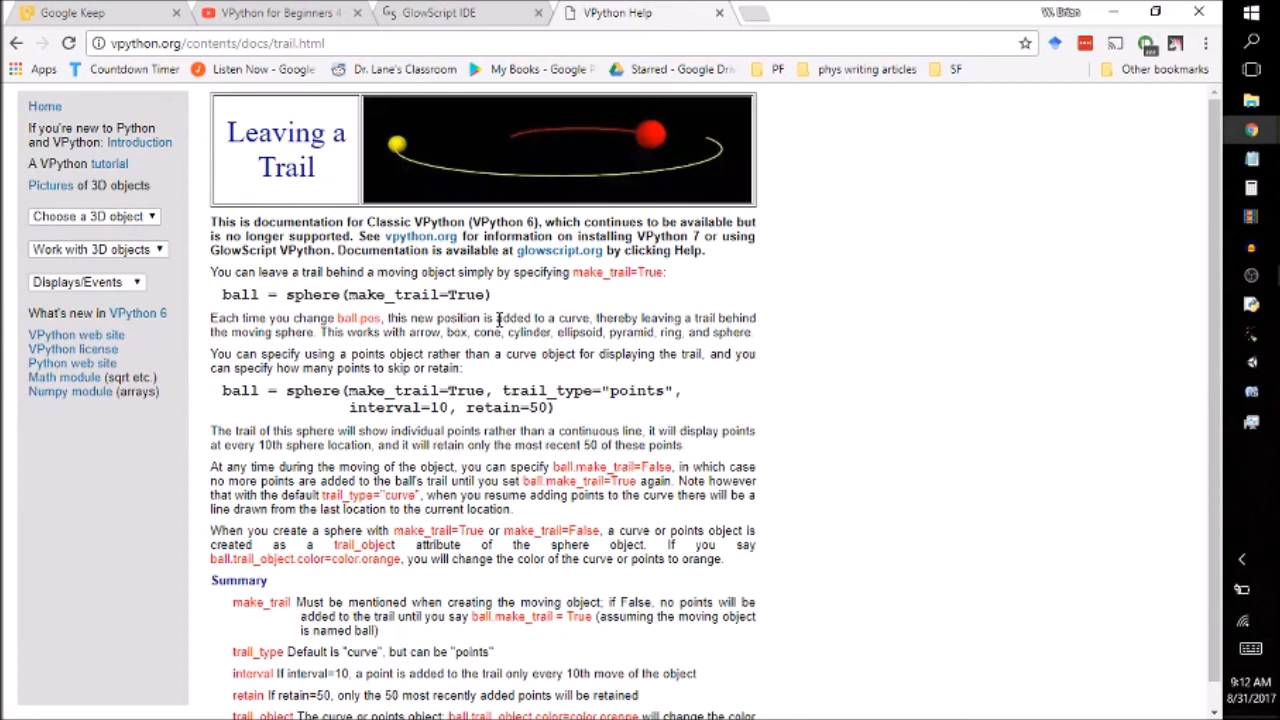 Google Keep
VPython for Beginners 4
GlowScript IDE
VPython Help
W. Brian
vpython.org/contents/docs/trail.html
Apps
Countdown Timer
Listen Now - Google
Dr. Lane's Classroom
My Books - Google P
Starred - Google Driv
PF
phys writing articles
SF
Other bookmarks
Home
If you're new to Python
and VPython: Introduction
A VPython tutorial
Pictures of 3D objects
Choose a 3D object
Work with 3D objects
Displays/Events
What's new in VPython 6
VPython web site
VPython license
Python web site
Math module (sqrt etc.)
Numpy module (arrays)
Leaving a
Trail
This is documentation for Classic VPython (VPython 6), which continues to be available but
is no longer supported. See vpython.org for information on installing VPython 7 or using
GlowScript VPython. Documentation is available at glowscript.org by clicking Help.
You can leave a trail behind a moving object simply by specifying make_trail=True:
ball = sphere(make_trail=True)
Each time you change ball.pos, this new position is added to a curve, thereby leaving a trail behind
the moving sphere. This works with arrow, box, cone, cylinder, ellipsoid, pyramid, ring, and sphere.
You can specify using a points object rather than a curve object for displaying the trail, and you
can specify how many points to skip or retain:
ball = sphere(make_trail=True, trail_type="points",
interval=10, retain=50)
The trail of this sphere will show individual points rather than a continuous line, it will display points
at every 10th sphere location, and it will retain only the most recent 50 of these points.
At any time during the moving of the object, you can specify ball.make_trail=False, in which case
no more points are added to the ball's trail until you set ball.make_trail=True again. Note however
that with the default trail_type="curve", when you resume adding points to the curve there will be a
line drawn from the last location to the current location.
When you create a sphere with make_trail=True or make_trail=False, a curve or points object is
created as a trail_object attribute of the sphere object. If you say
ball.trail_object.color=color.orange, you will change the color of the curve or points to orange.
Summary
make_trail Must be mentioned when creating the moving object; if False, no points will be
added to the trail until you say ball.make_trail = True (assuming the moving object
is named ball)
trail_type Default is "curve", but can be "points"
interval If interval=10, a point is added to the trail only every 10th move of the object
retain If retain=50, only the 50 most recently added points will be retained
trail_object The curve or points object; ball.trail_object.color=color.orange will change the color
9:12 AM
8/31/2017